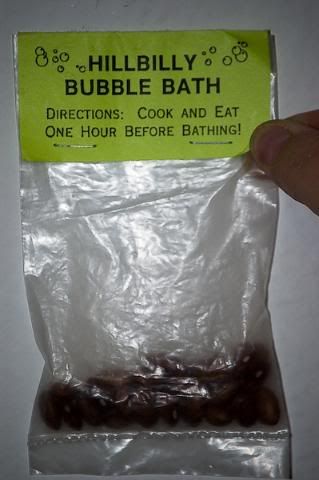 HILLBILLY
BUBBLE BATH
DIRECTIONS: COOK AND EAT
ONE HOUR BEFORE BATHING!